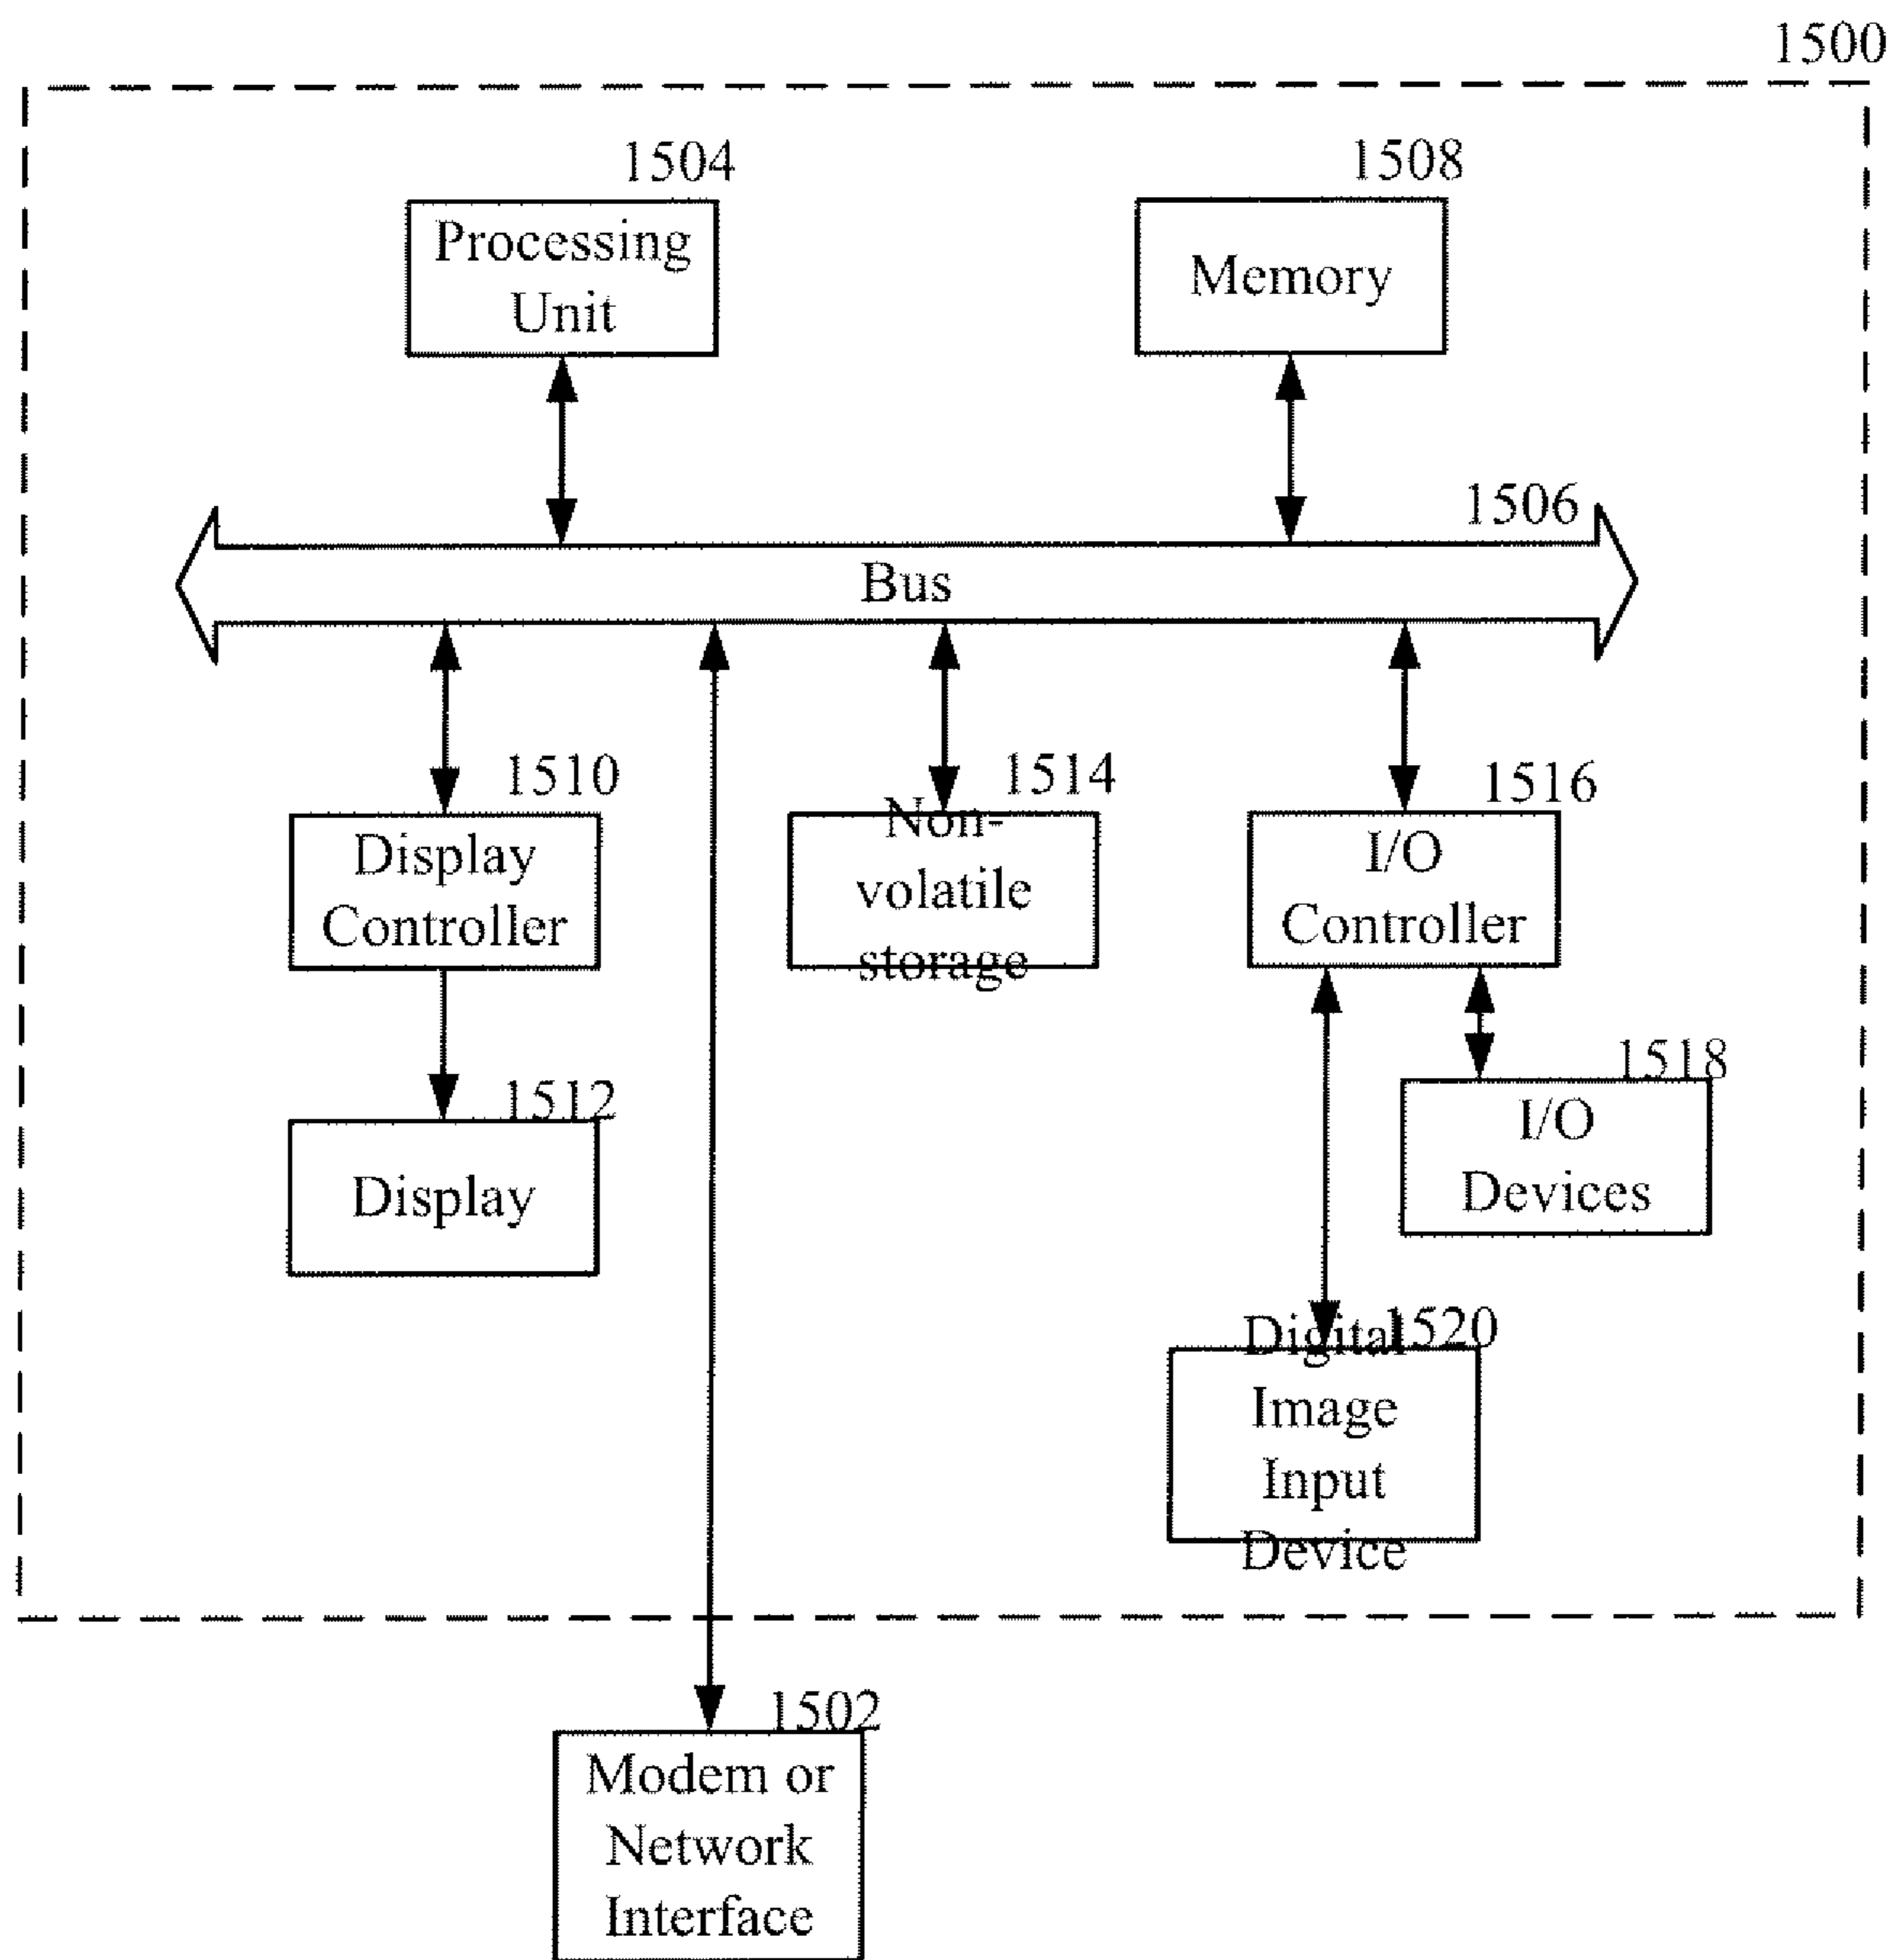 1500
1504
Processing
Unit
1508
Memory
1506
Bus
1510
Display
Controller
1514
Non-
volatile
storage
1516
I/O
Controller
1512
Display
1518
I/O
Devices
1520
Digital
Image
Input
Device
1502
Modem or
Network
Interface